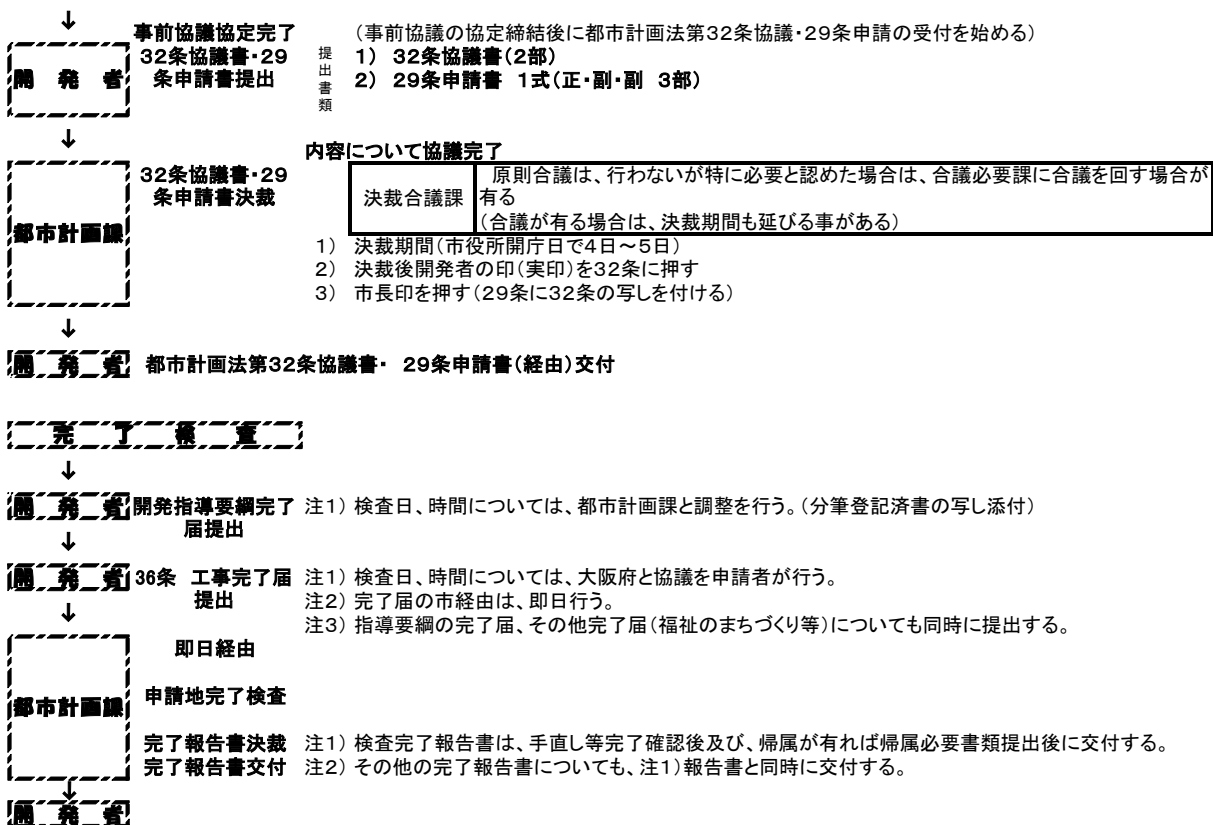 ↓
事前協議協定完了 (事前協議の協定締結後に都市計画法第32条協議・29条申請の受付を始める)
開 発 者 32条協議書・29条申請書提出
提出書類
1) 32条協議書(2部)
2) 29条申請書 1式(正・副・副 3部)
↓
内容について協議完了
都市計画課
32条協議書・29
条申請書決裁
決裁合議課
原則合議は、行わないが特に必要と認めた場合は、合議必要課に合議を回す場合が
有る
(合議が有る場合は、決裁期間も延びる事がある)
1) 決裁期間(市役所開庁日で4日~5日)
2) 決裁後開発者の印(実印)を32条に押す
3) 市長印を押す(29条に32条の写しを付ける)
↓
開 発 者 都市計画法第32条協議書・ 29条申請書(経由)交付
完 了 検 査
↓
開 発 者 開発指導要綱完了 注1) 検査日、時間については、都市計画課と調整を行う。(分筆登記済書の写し添付)
届提出
↓
開 発 者 36条 工事完了届 注1) 検査日、時間については、大阪府と協議を申請者が行う。
提出 注2) 完了届の市経由は、即日行う。
↓
注3) 指導要綱の完了届、その他完了届(福祉のまちづくり等)についても同時に提出する。
即日経由
都市計画課 申請地完了検査
完了報告書決裁 注1) 検査完了報告書は、手直し等完了確認後及び、帰属が有れば帰属必要書類提出後に交付する。
完了報告書交付 注2) その他の完了報告書についても、注1)報告書と同時に交付する。
↓
開 発 者